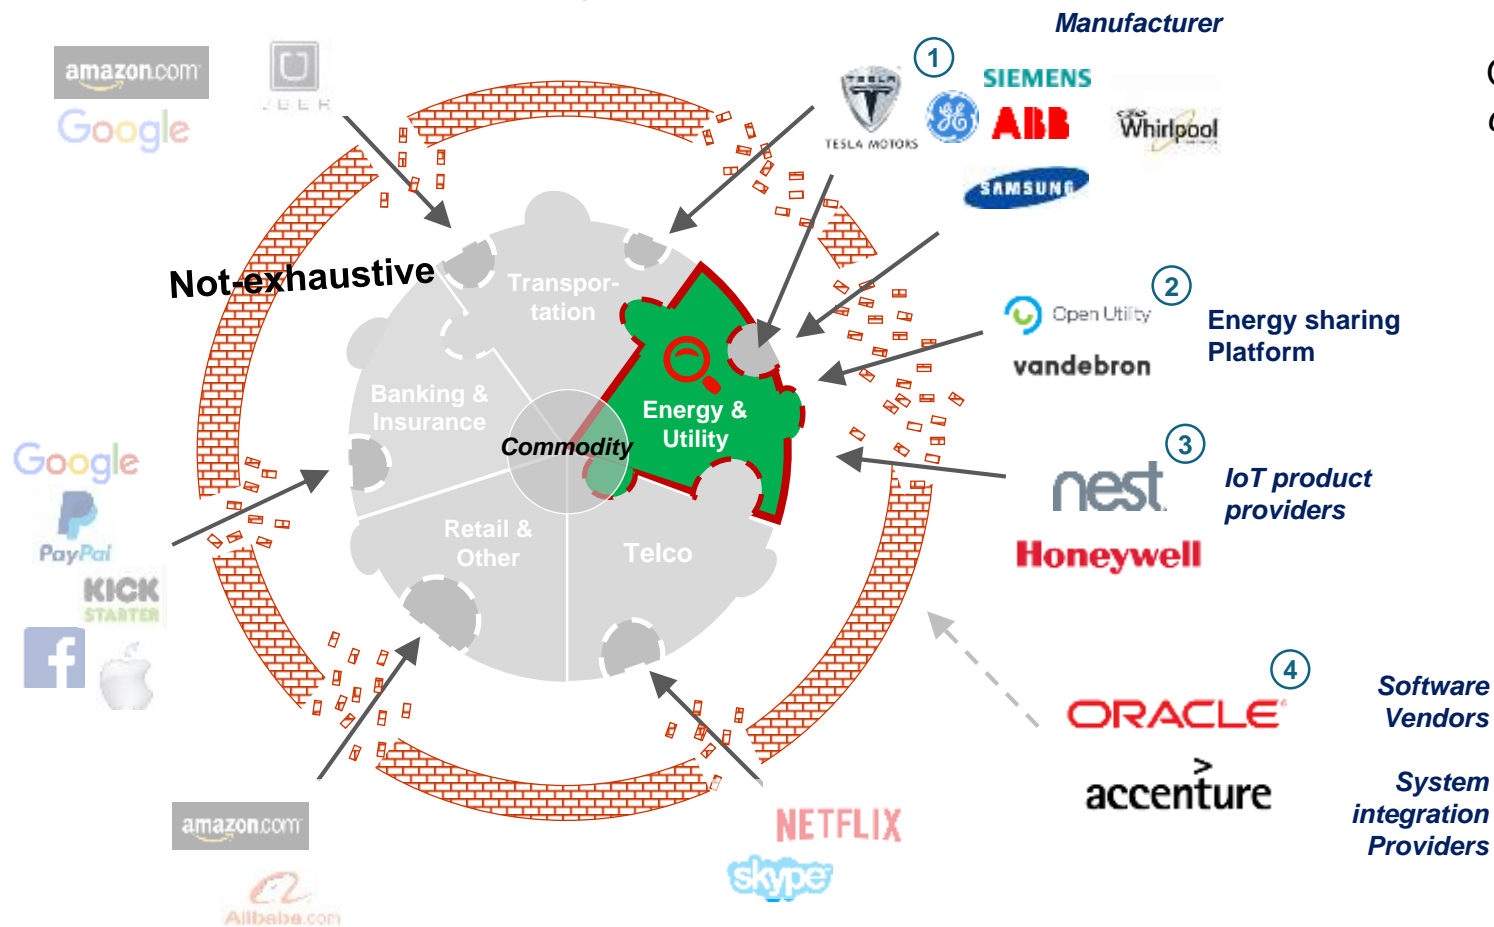 Manufacturer
1
amazon.com
Google
UBER
TESLA
TESLA MOTORS
GE
SIEMENS
ABB
Whirlpool
SAMSUNG
Not-exhaustive
Transpor-
tation
2
Open Utility
vandebron
Energy sharing
Platform
Banking &
Insurance
Energy &
Utility
Commodity
Google
PayPal
KICK
STARTER
f
3
nest
Honeywell
IoT product
providers
Retail &
Other
Telco
4
ORACLE
accenture
Software
Vendors
System
integration
Providers
amazon.com
Alibaba.com
NETFLIX
skype